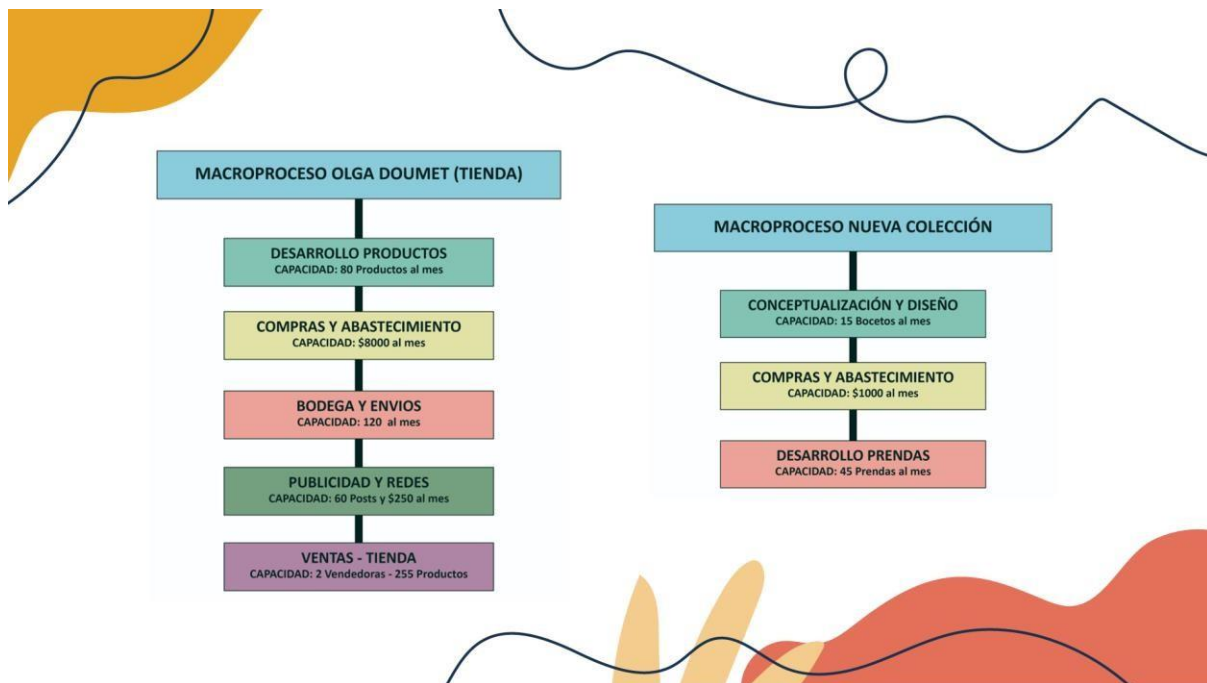 MACROPROCESO OLGA DOUMET (TIENDA)
DESARROLLO PRODUCTOS
CAPACIDAD: 80 Productos al mes
COMPRAS Y ABASTECIMIENTO
CAPACIDAD: $8000 al mes
BODEGA Y ENVIOS
CAPACIDAD: 120 al mes
PUBLICIDAD Y REDES
CAPACIDAD: 60 Posts y $250 al mes
VENTAS - TIENDA
CAPACIDAD: 2 Vendedoras - 255 Productos
MACROPROCESO NUEVA COLECCIÓN
CONCEPTUALIZACIÓN Y DISEÑO
CAPACIDAD: 15 Bocetos al mes
COMPRAS Y ABASTECIMIENTO
CAPACIDAD: $1000 al mes
DESARROLLO PRENDAS
CAPACIDAD: 45 Prendas al mes